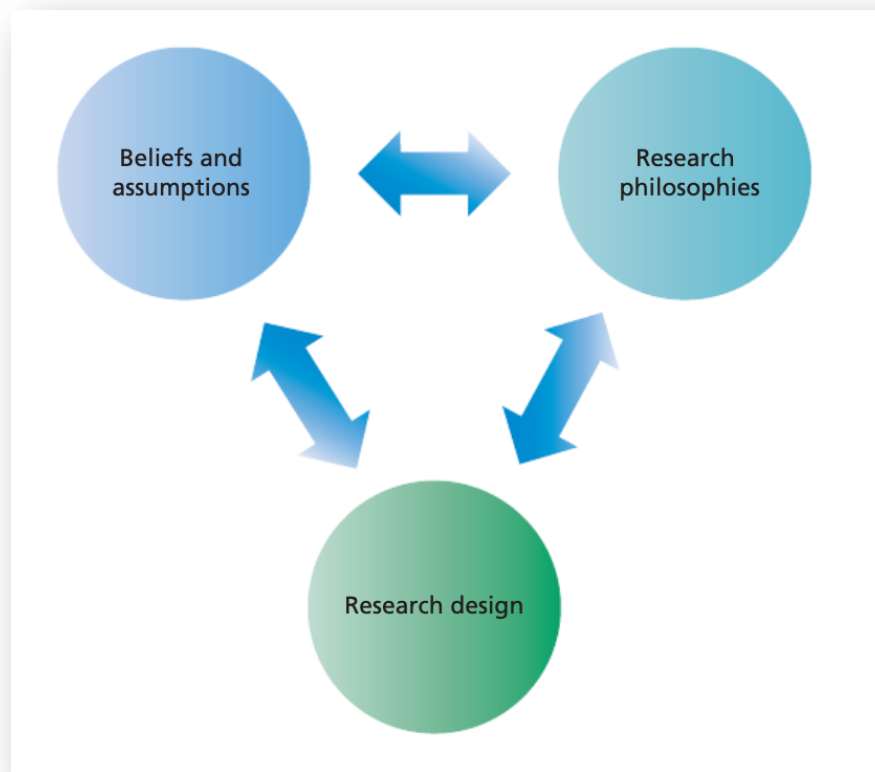 Beliefs and
assumptions
Research
philosophies
Research design